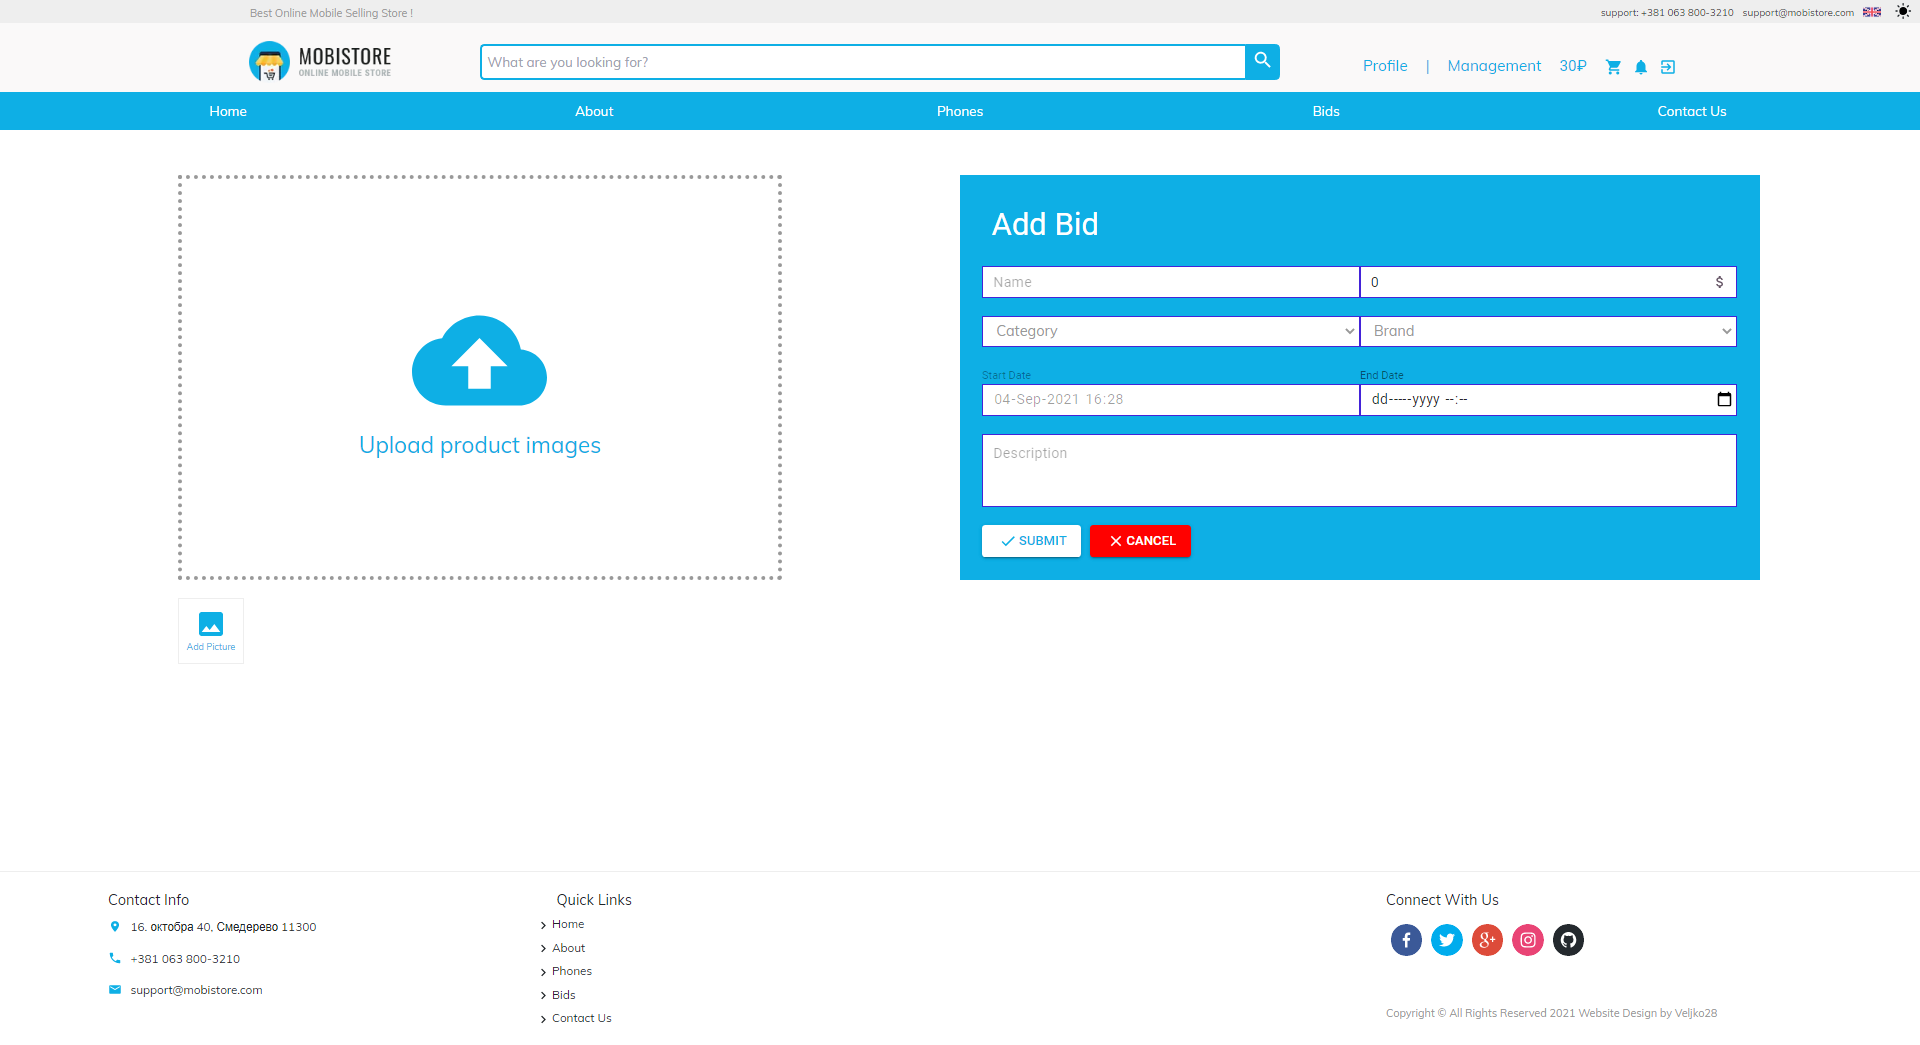 Best Online Mobile Selling Store !
support: +381 063 800-3210 support@mobistore.com
MOBISTORE
ONLINE MOBILE STORE
What are you looking for?
Profile | Management 30₽
Home About Phones Bids Contact Us
Upload product images
Add Picture
Add Bid
Name 0 $
Category Brand
Start Date End Date
04-Sep-2021 16:28 dd-----yyyy --:--
Description
SUBMIT CANCEL
Contact Info
16. октобра 40, Смедерево 11300
+381 063 800-3210
support@mobistore.com
Quick Links
Home
About
Phones
Bids
Contact Us
Connect With Us
Copyright © All Rights Reserved 2021 Website Design by Veljko28